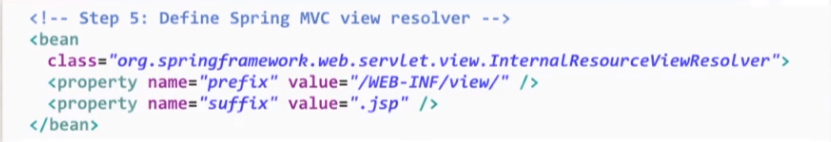 <!-- Step 5: Define Spring MVC view resolver -->
<bean
class="org.springframework.web.servlet.view.InternalResourceViewResolver">
<property name="prefix" value="/WEB-INF/view/" />
<property name="suffix" value=".jsp" />
</bean>